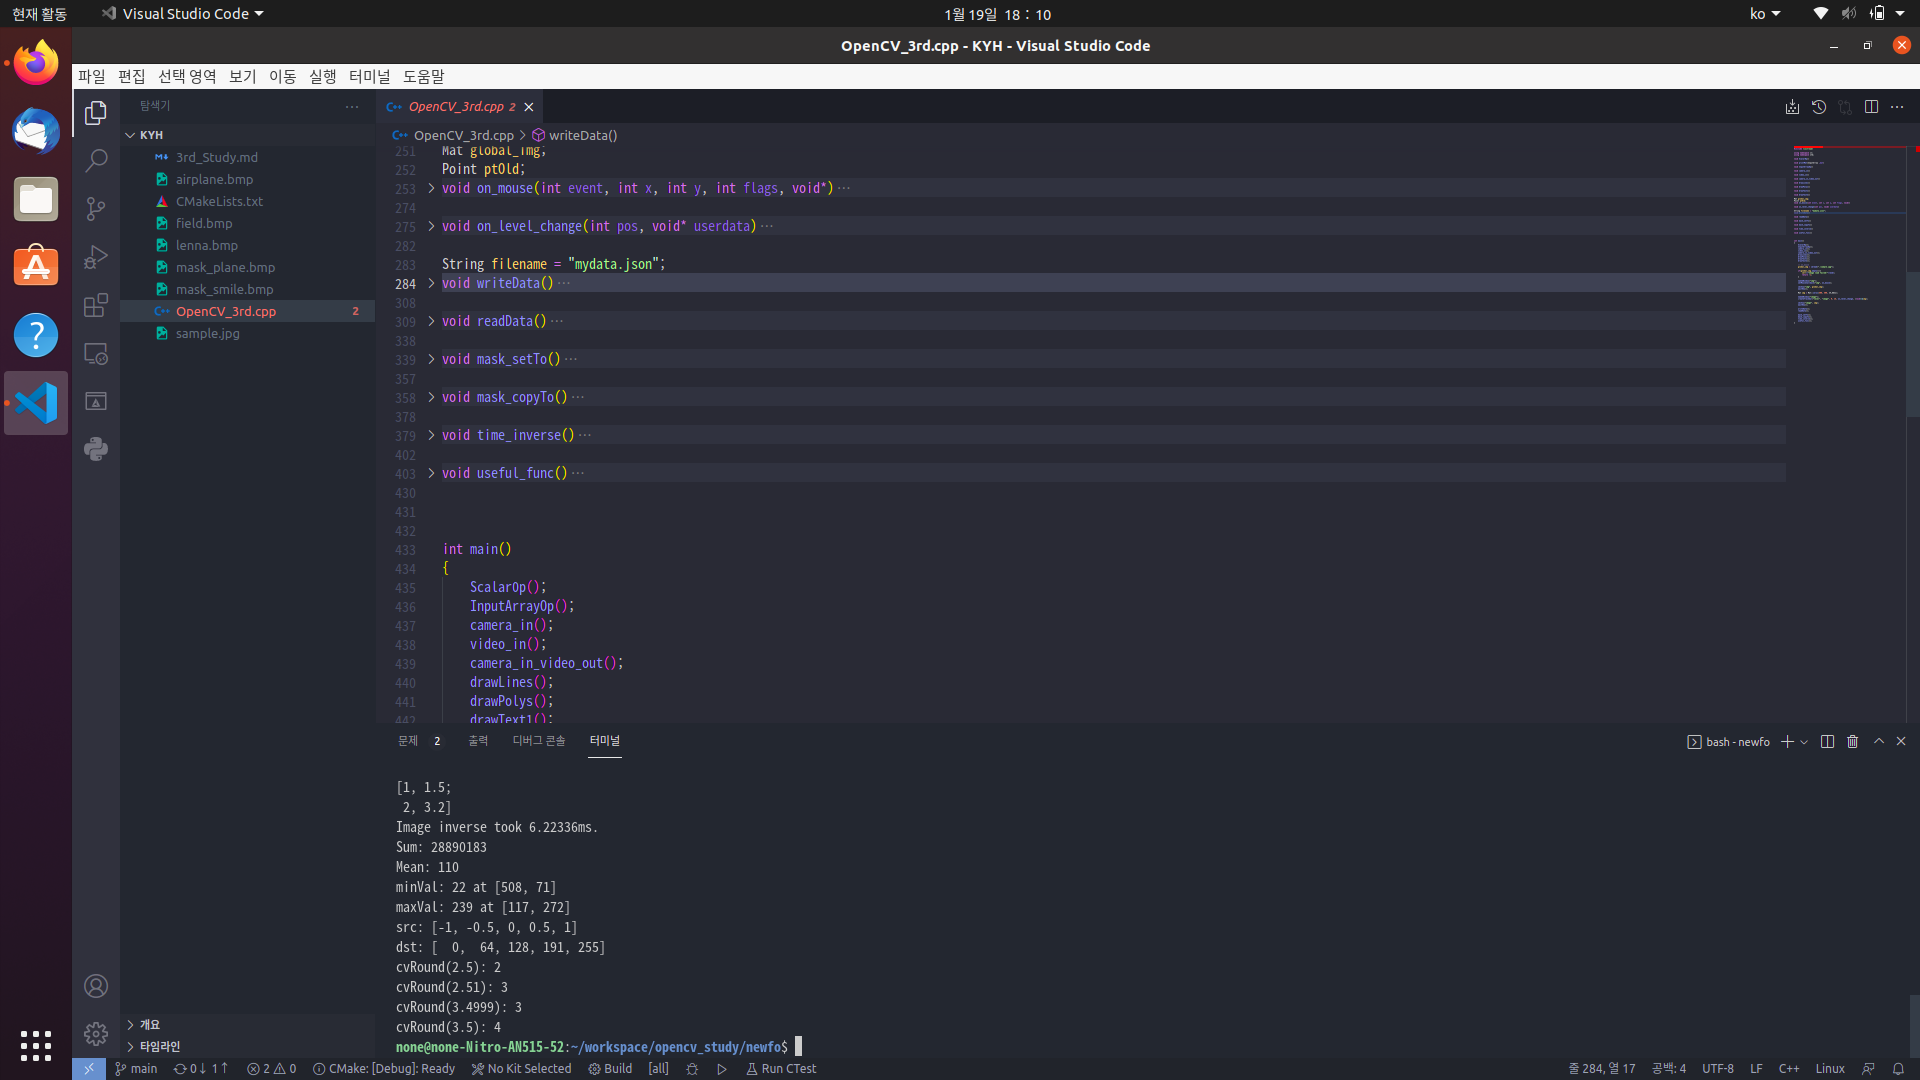 현재 활동
Visual Studio Code
1월 19일 18 : 10
ko
OpenCV_3rd.cpp - KYH - Visual Studio Code
파일 편집 선택 영역 보기 이동 실행 터미널 도움말
탐색기
KYH
3rd_Study.md
airplane.bmp
CMakeLists.txt
field.bmp
lenna.bmp
mask_plane.bmp
mask_smile.bmp
OpenCV_3rd.cpp 2
sample.jpg
개요
타임라인
OpenCV_3rd.cpp 2
OpenCV_3rd.cpp > writeData()
251 Mat global_img;
252 Point ptOld;
253 void on_mouse(int event, int x, int y, int flags, void*)···
274
275 void on_level_change(int pos, void* userdata)···
282
283 String filename = "mydata.json";
284 void writeData()···
308
309 void readData()···
338
339 void mask_setTo()···
357
358 void mask_copyTo()···
378
379 void time_inverse()···
402
403 void useful_func()···
430
431
432
433 int main()
434 {
435 ScalarOp();
436 InputArrayOp();
437 camera_in();
438 video_in();
439 camera_in_video_out();
440 drawLines();
441 drawPolys();
442 drawText1();
문제 2 출력 디버그 콘솔 터미널
bash - newfo
[1, 1.5;
2, 3.2]
Image inverse took 6.22336ms.
Sum: 28890183
Mean: 110
minVal: 22 at [508, 71]
maxVal: 239 at [117, 272]
src: [-1, -0.5, 0, 0.5, 1]
dst: [  0,  64, 128, 191, 255]
cvRound(2.5): 2
cvRound(2.51): 3
cvRound(3.4999): 3
cvRound(3.5): 4
none@none-Nitro-AN515-52:~/workspace/opencv_study/newfo$
main 0↓ 1↑ 2 0 CMake: [Debug]: Ready No Kit Selected Build [all] Run CTest
줄 284, 열 17 공백: 4 UTF-8 LF C++ Linux